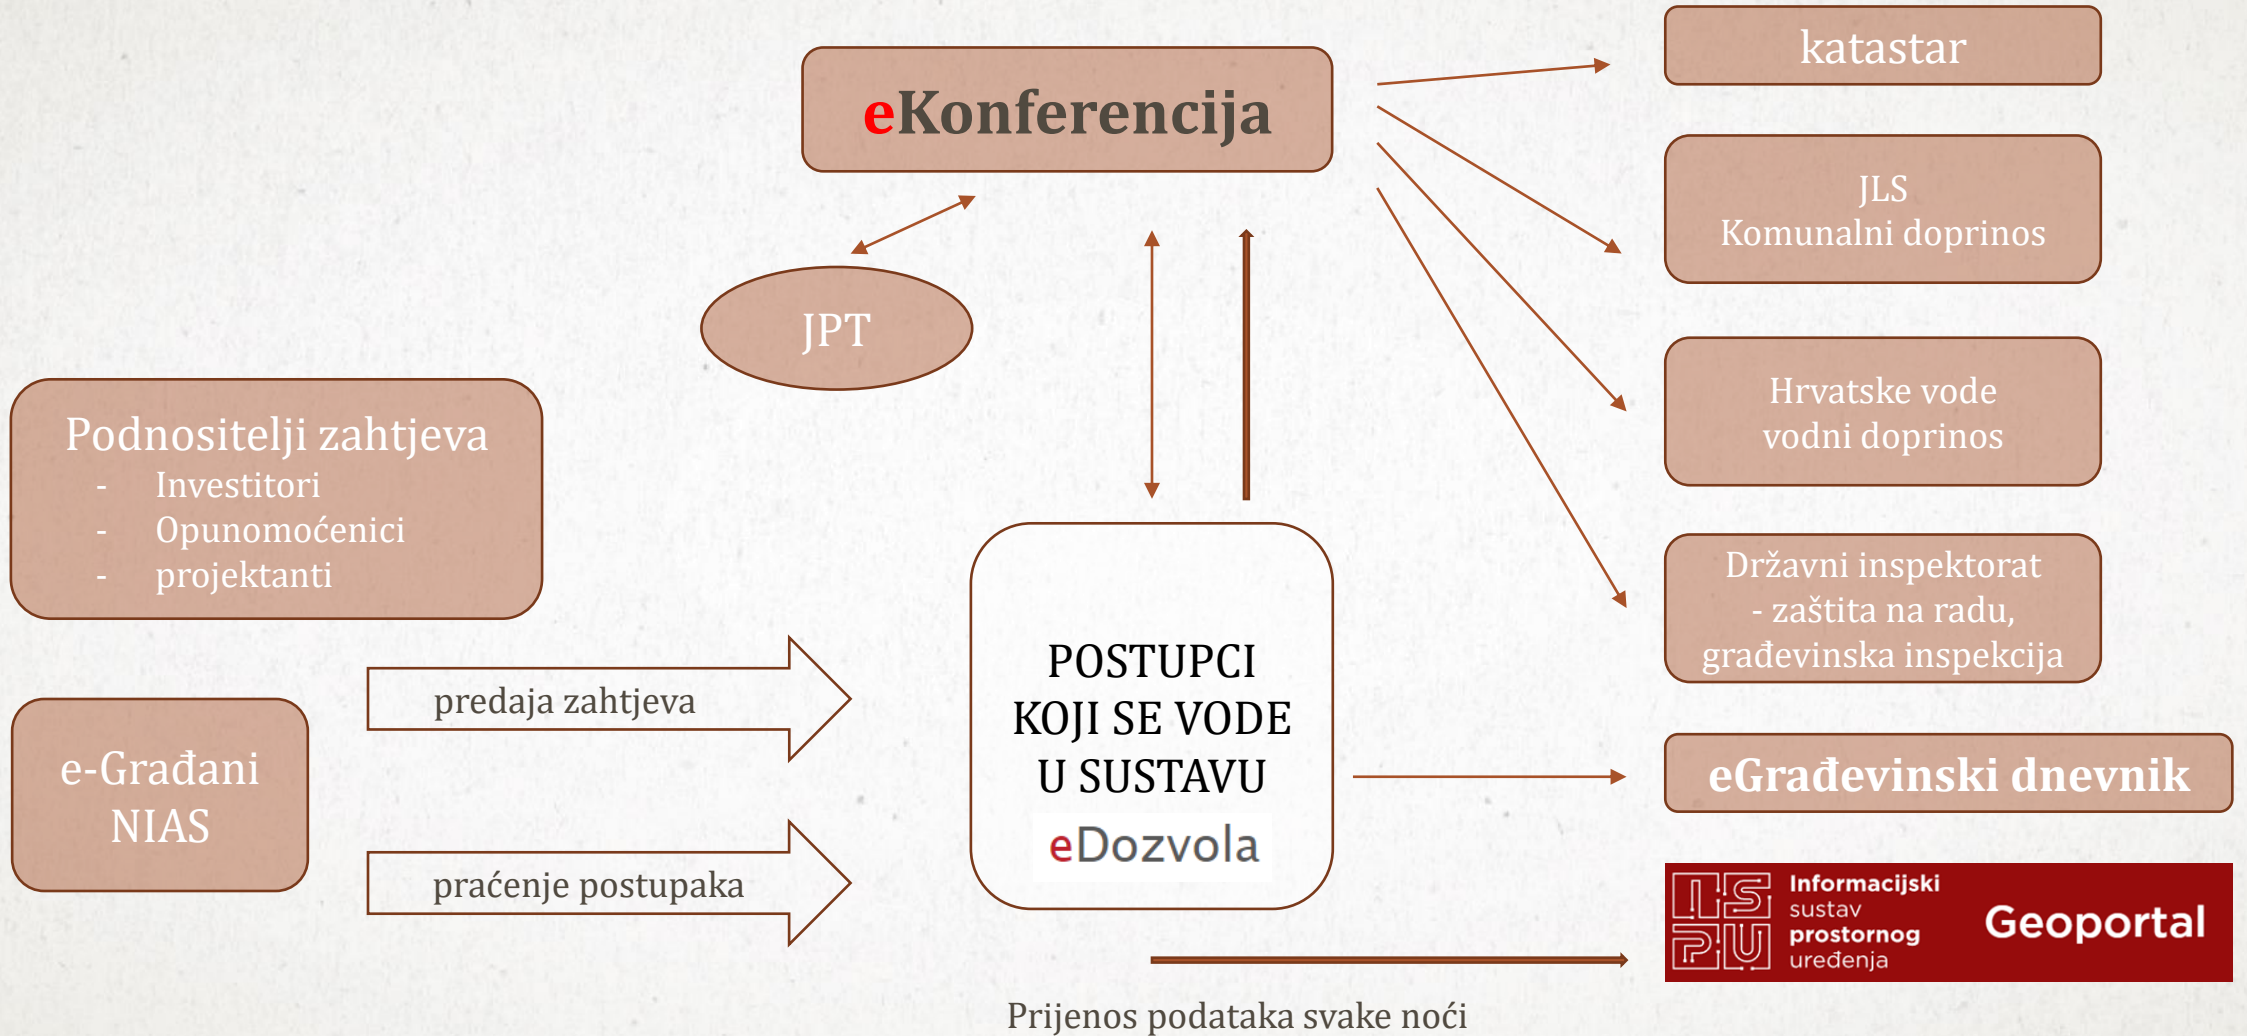 eKonferencija
katastar
JLS
Komunalni doprinos
JPT
Hrvatske vode
vodni doprinos
Podnositelji zahtjeva
- Investitori
- Opunomoćenici
- projektanti
Državni inspektorat
- zaštita na radu,
građevinska inspekcija
predaja zahtjeva
praćenje postupaka
e-Građani
NIAS
POSTUPCI
KOJI SE VODE
U SUSTAVU
eDozvola
eGrađevinski dnevnik
ISPU
Informacijski
sustav
prostornog
uređenja
Geoportal
Prijenos podataka svake noći